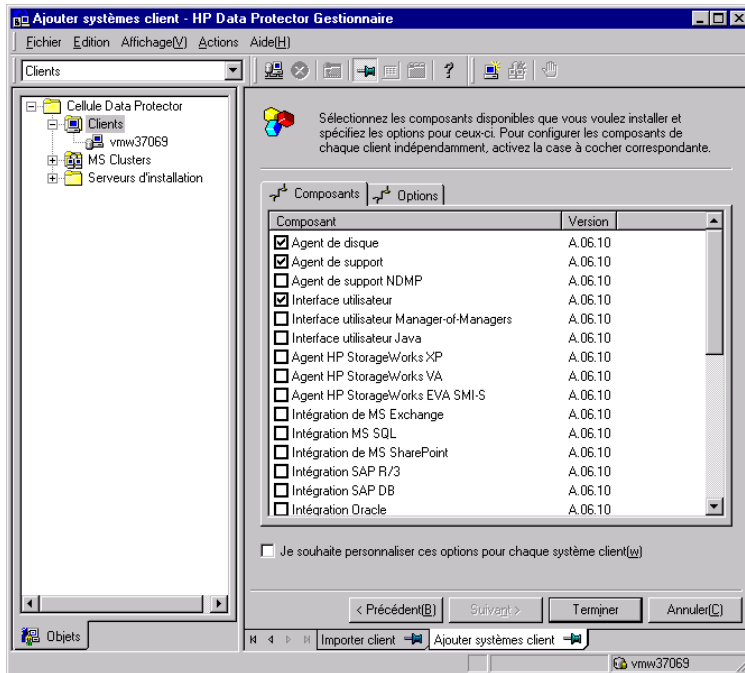 Ajouter systèmes client - HP Data Protector Gestionnaire
Fichier Edition Affichage(V) Actions Aide(H)
Clients
Cellule Data Protector
Clients
vmw37069
MS Clusters
Serveurs d'installation
Sélectionnez les composants disponibles que vous voulez installer et
spécifiez les options pour ceux-ci. Pour configurer les composants de
chaque client indépendamment, activez la case à cocher correspondante.
Composants Options
Composant Version
Agent de disque A.06.10
Agent de support A.06.10
Agent de support NDMP A.06.10
Interface utilisateur A.06.10
Interface utilisateur Manager-of-Managers A.06.10
Interface utilisateur Java A.06.10
Agent HP StorageWorks XP A.06.10
Agent HP StorageWorks VA A.06.10
Agent HP StorageWorks EVA SMI-S A.06.10
Intégration de MS Exchange A.06.10
Intégration MS SQL A.06.10
Intégration de MS SharePoint A.06.10
Intégration SAP R/3 A.06.10
Intégration SAP DB A.06.10
Intégration Oracle A.06.10
Je souhaite personnaliser ces options pour chaque système client(w)
< Précédent(B) Suivant > Terminer Annuler(C)
Objets
Importer client Ajouter systèmes client
vmw37069